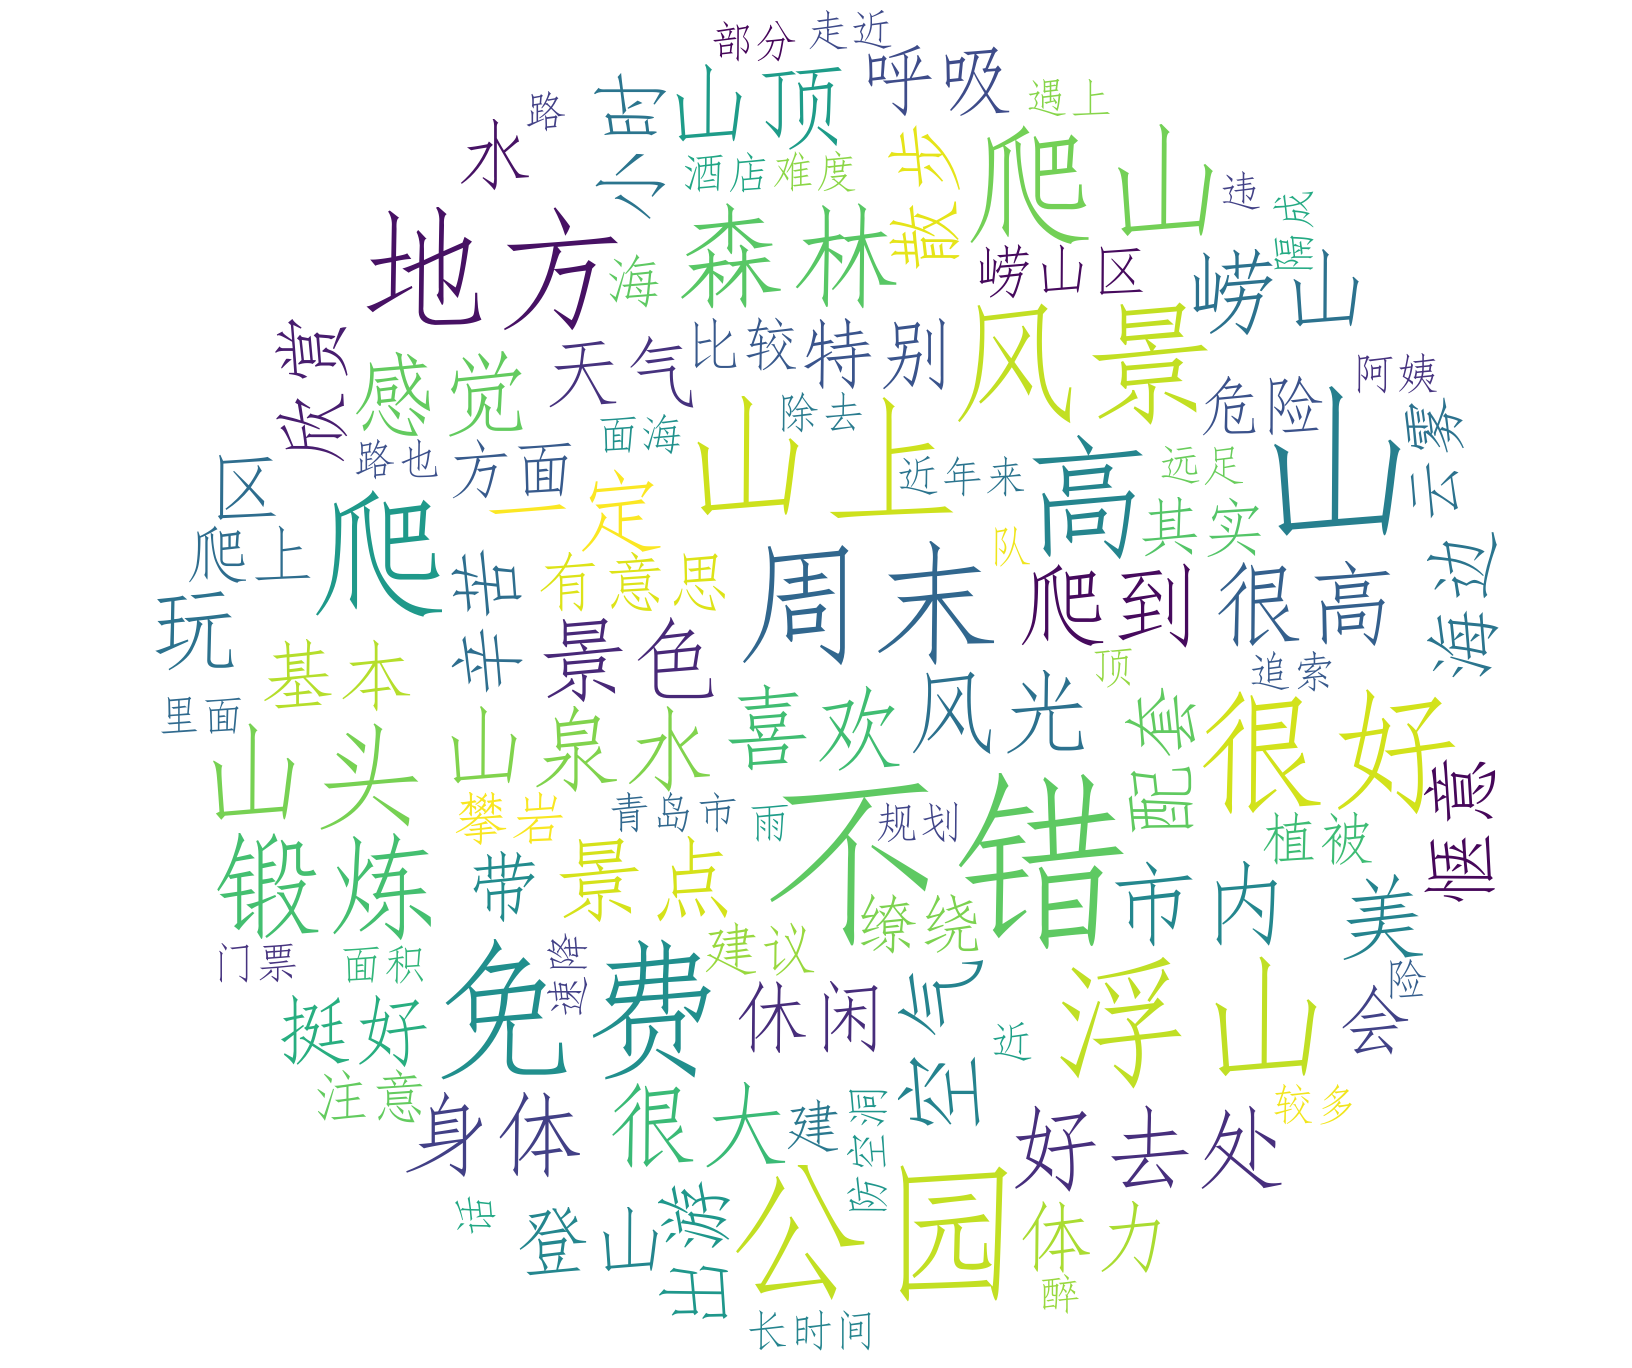 部分
走近
呼吸
山顶
小时
路
水
遇上
爬山
散步
酒店
难度
违
隔成
地方
森林
海
崂山区
崂山
风景
欣赏
感觉
天气
比较
特别
阿姨
危险
云雾
除去
面海
山上
山
高
路也
方面
一定
区
近年来
远足
其实
爬
爬上
辛苦
有意思
周末
队
爬到
很高
海边
玩
基本
景色
顶
追索
里面
山头
山泉水
喜欢
风光
配套
很好
惬意
攀岩
青岛市
雨
规划
不错
锻炼
带
景点
植被
市内
美
缭绕
建议
门票
面积
速降
免费
休闲
空气
浮山
险
会
近
挺好
注意
身体
很大
建
防空洞
好去处
较多
话
登山
出游
公园
体力
醉
长时间